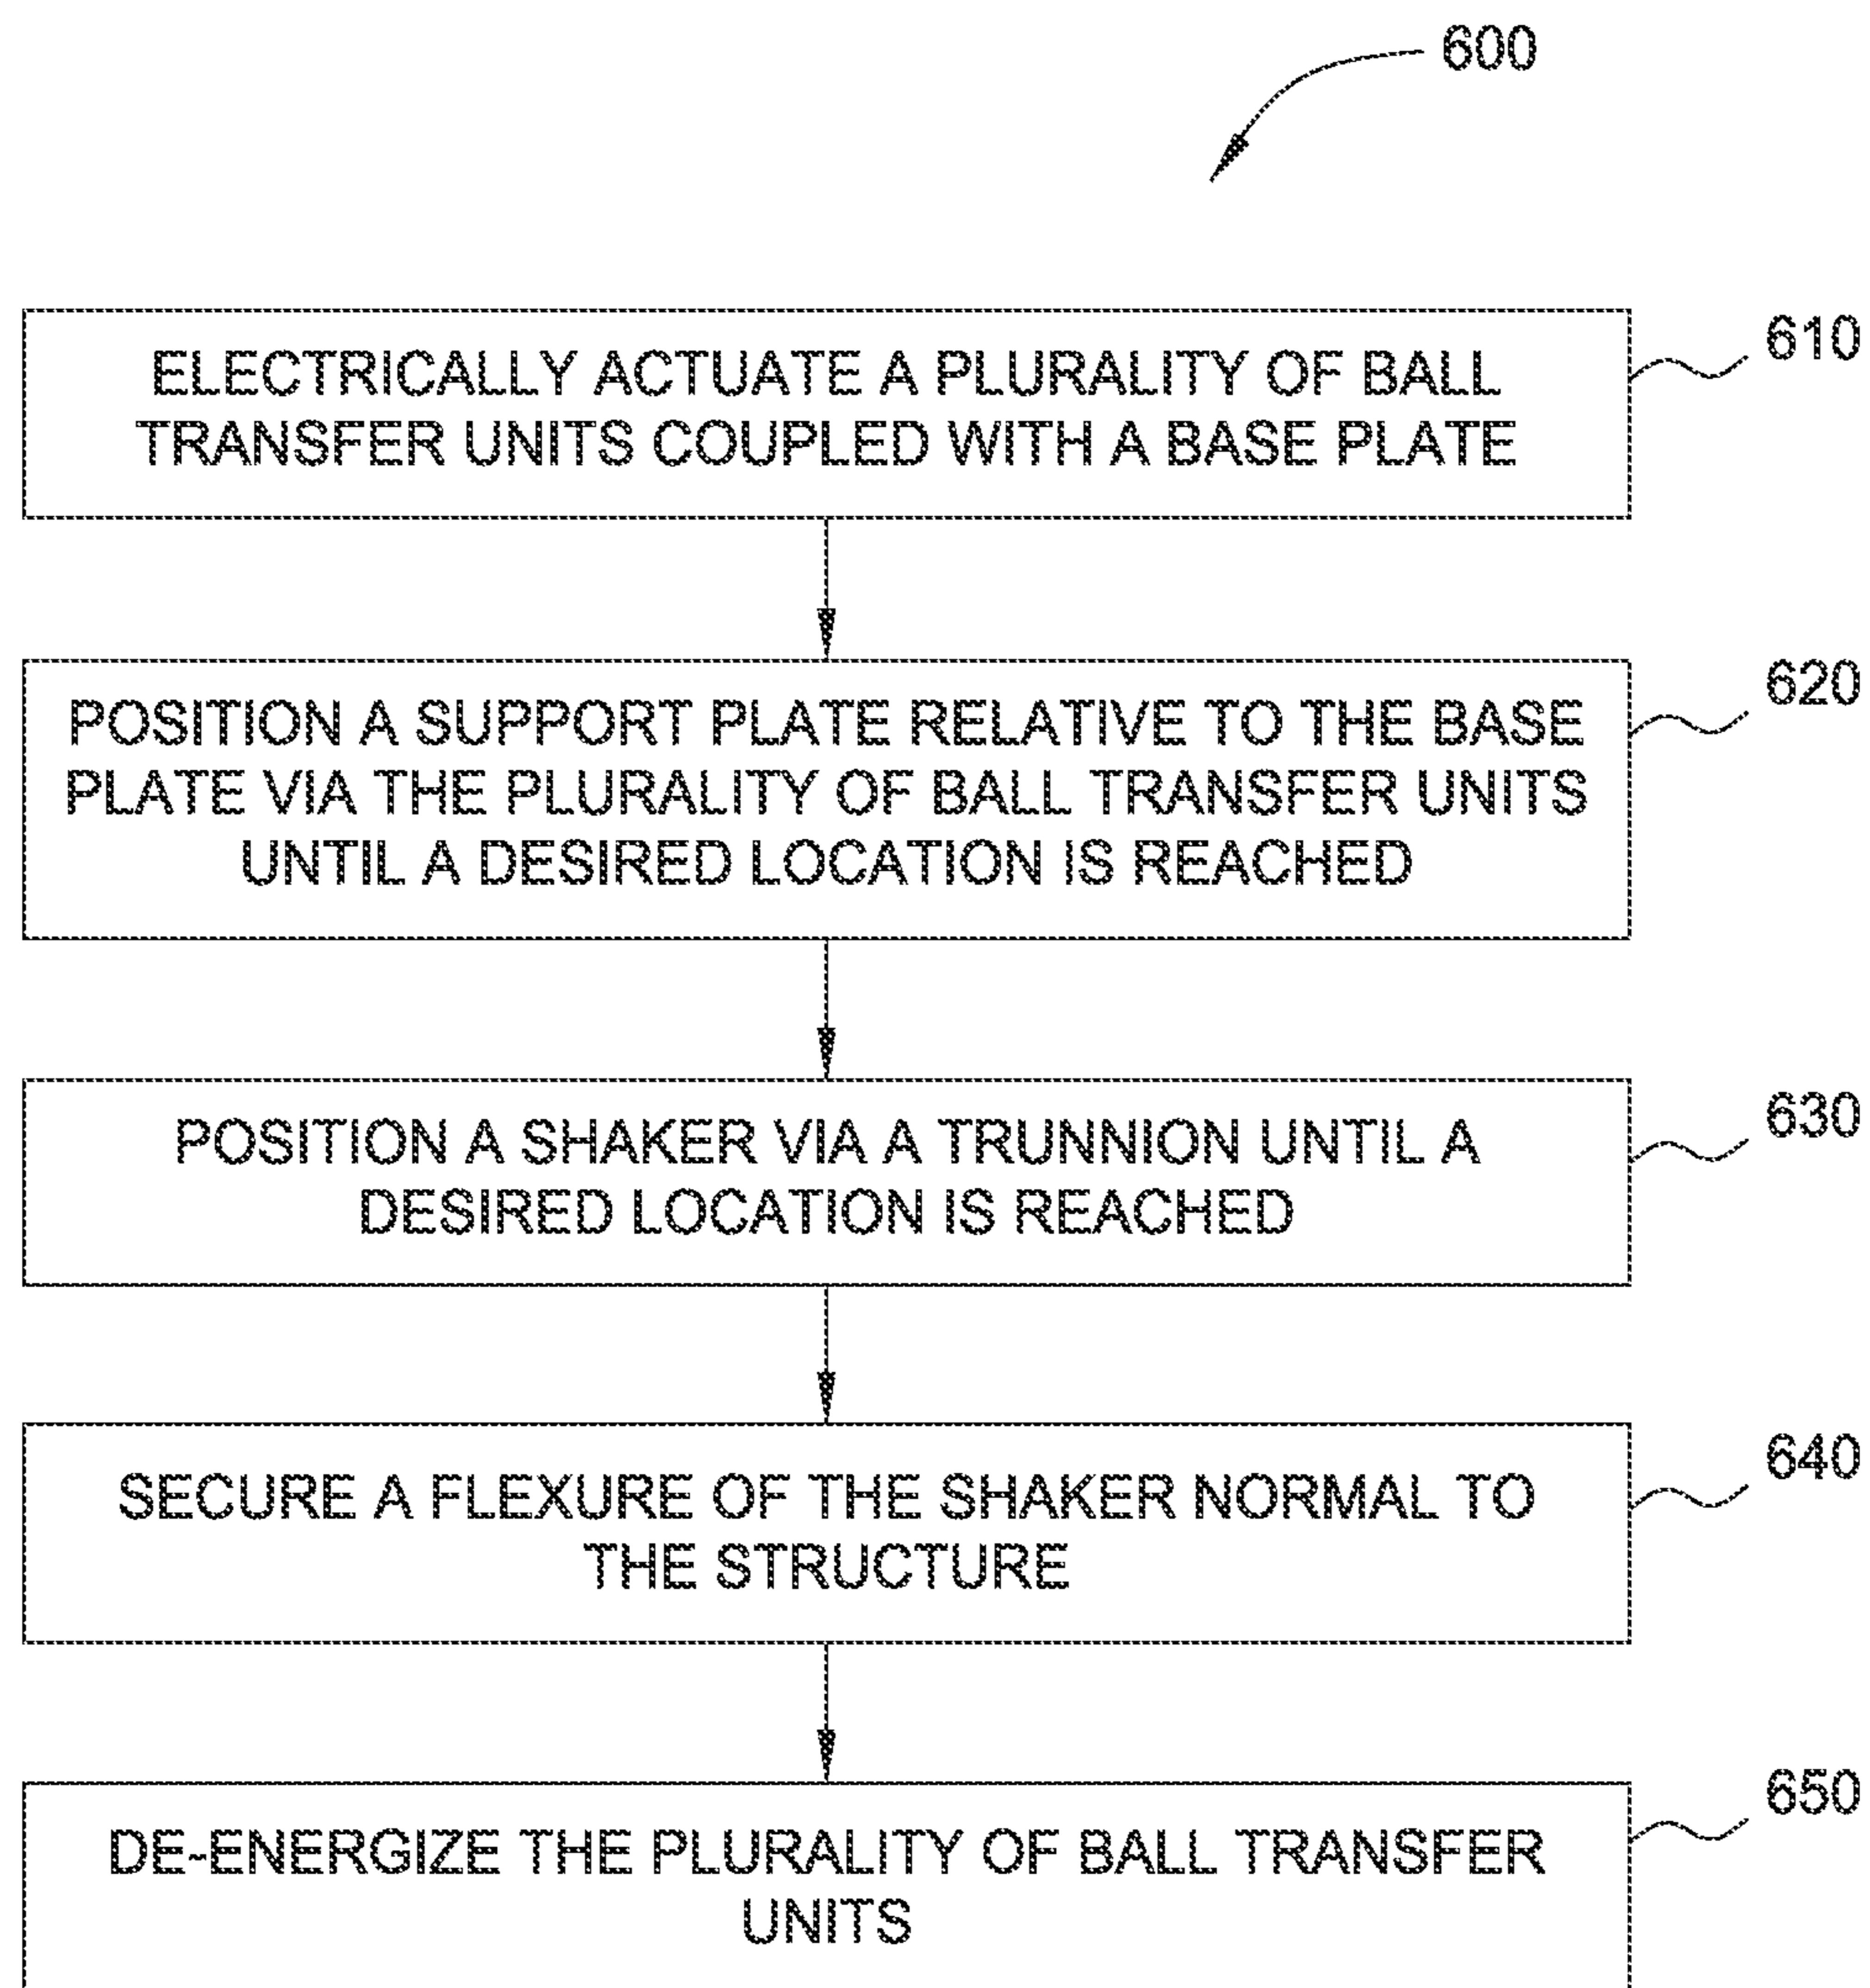 600
ELECTRICALLY ACTUATE A PLURALITY OF BALL
TRANSFER UNITS COUPLED WITH A BASE PLATE
610
POSITION A SUPPORT PLATE RELATIVE TO THE BASE
PLATE VIA THE PLURALITY OF BALL TRANSFER UNITS
UNTIL A DESIRED LOCATION IS REACHED
620
POSITION A SHAKER VIA A TRUNNION UNTIL A
DESIRED LOCATION IS REACHED
630
SECURE A FLEXURE OF THE SHAKER NORMAL TO
THE STRUCTURE
640
DE-ENERGIZE THE PLURALITY OF BALL TRANSFER
UNITS
650